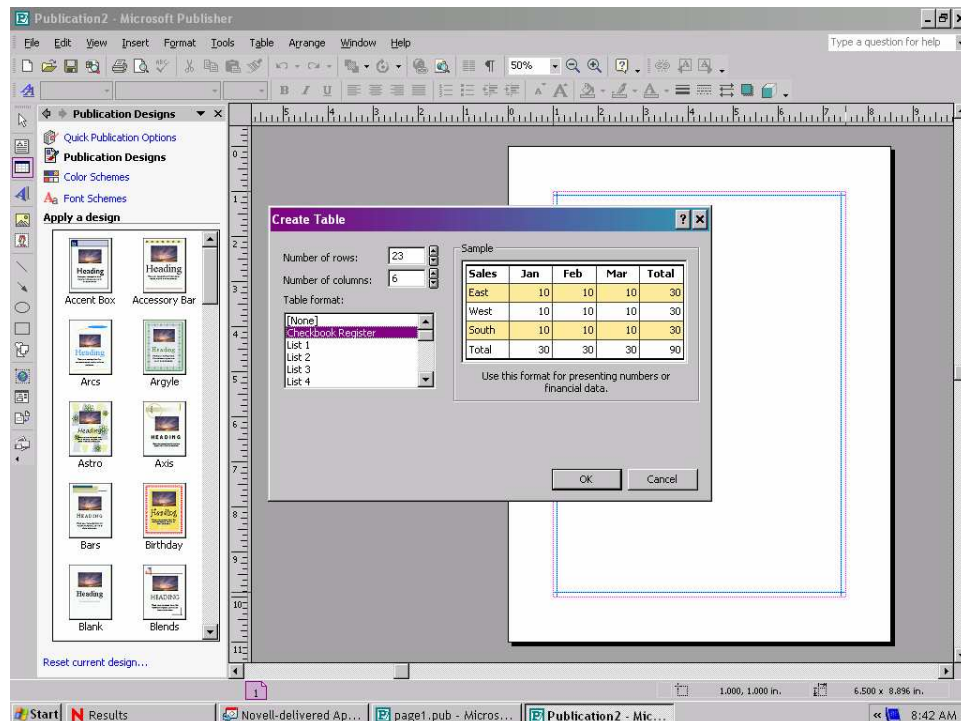 Publication2 - Microsoft Publisher
File Edit View Insert Format Tools Table Arrange Window Help
Type a question for help
50%
B I U
Publication Designs
Quick Publication Options
Publication Designs
Color Schemes
Font Schemes
Apply a design
Accent Box Accessory Bar
Arcs Argyle
Astro Axis
Bars Birthday
Blank Blends
Reset current design...
Create Table
Number of rows: 23
Number of columns: 6
Table format:
[None]
Checkbook Register
List 1
List 2
List 3
List 4
Sample
Sales Jan Feb Mar Total
East 10 10 10 30
West 10 10 10 30
South 10 10 10 30
Total 30 30 30 90
Use this format for presenting numbers or
financial data.
OK Cancel
1
1.000, 1.000 in. 6.500 x 8.896 in.
Start Results Novell-delivered Ap... page1.pub - Micros... Publication2 - Mic... 8:42 AM